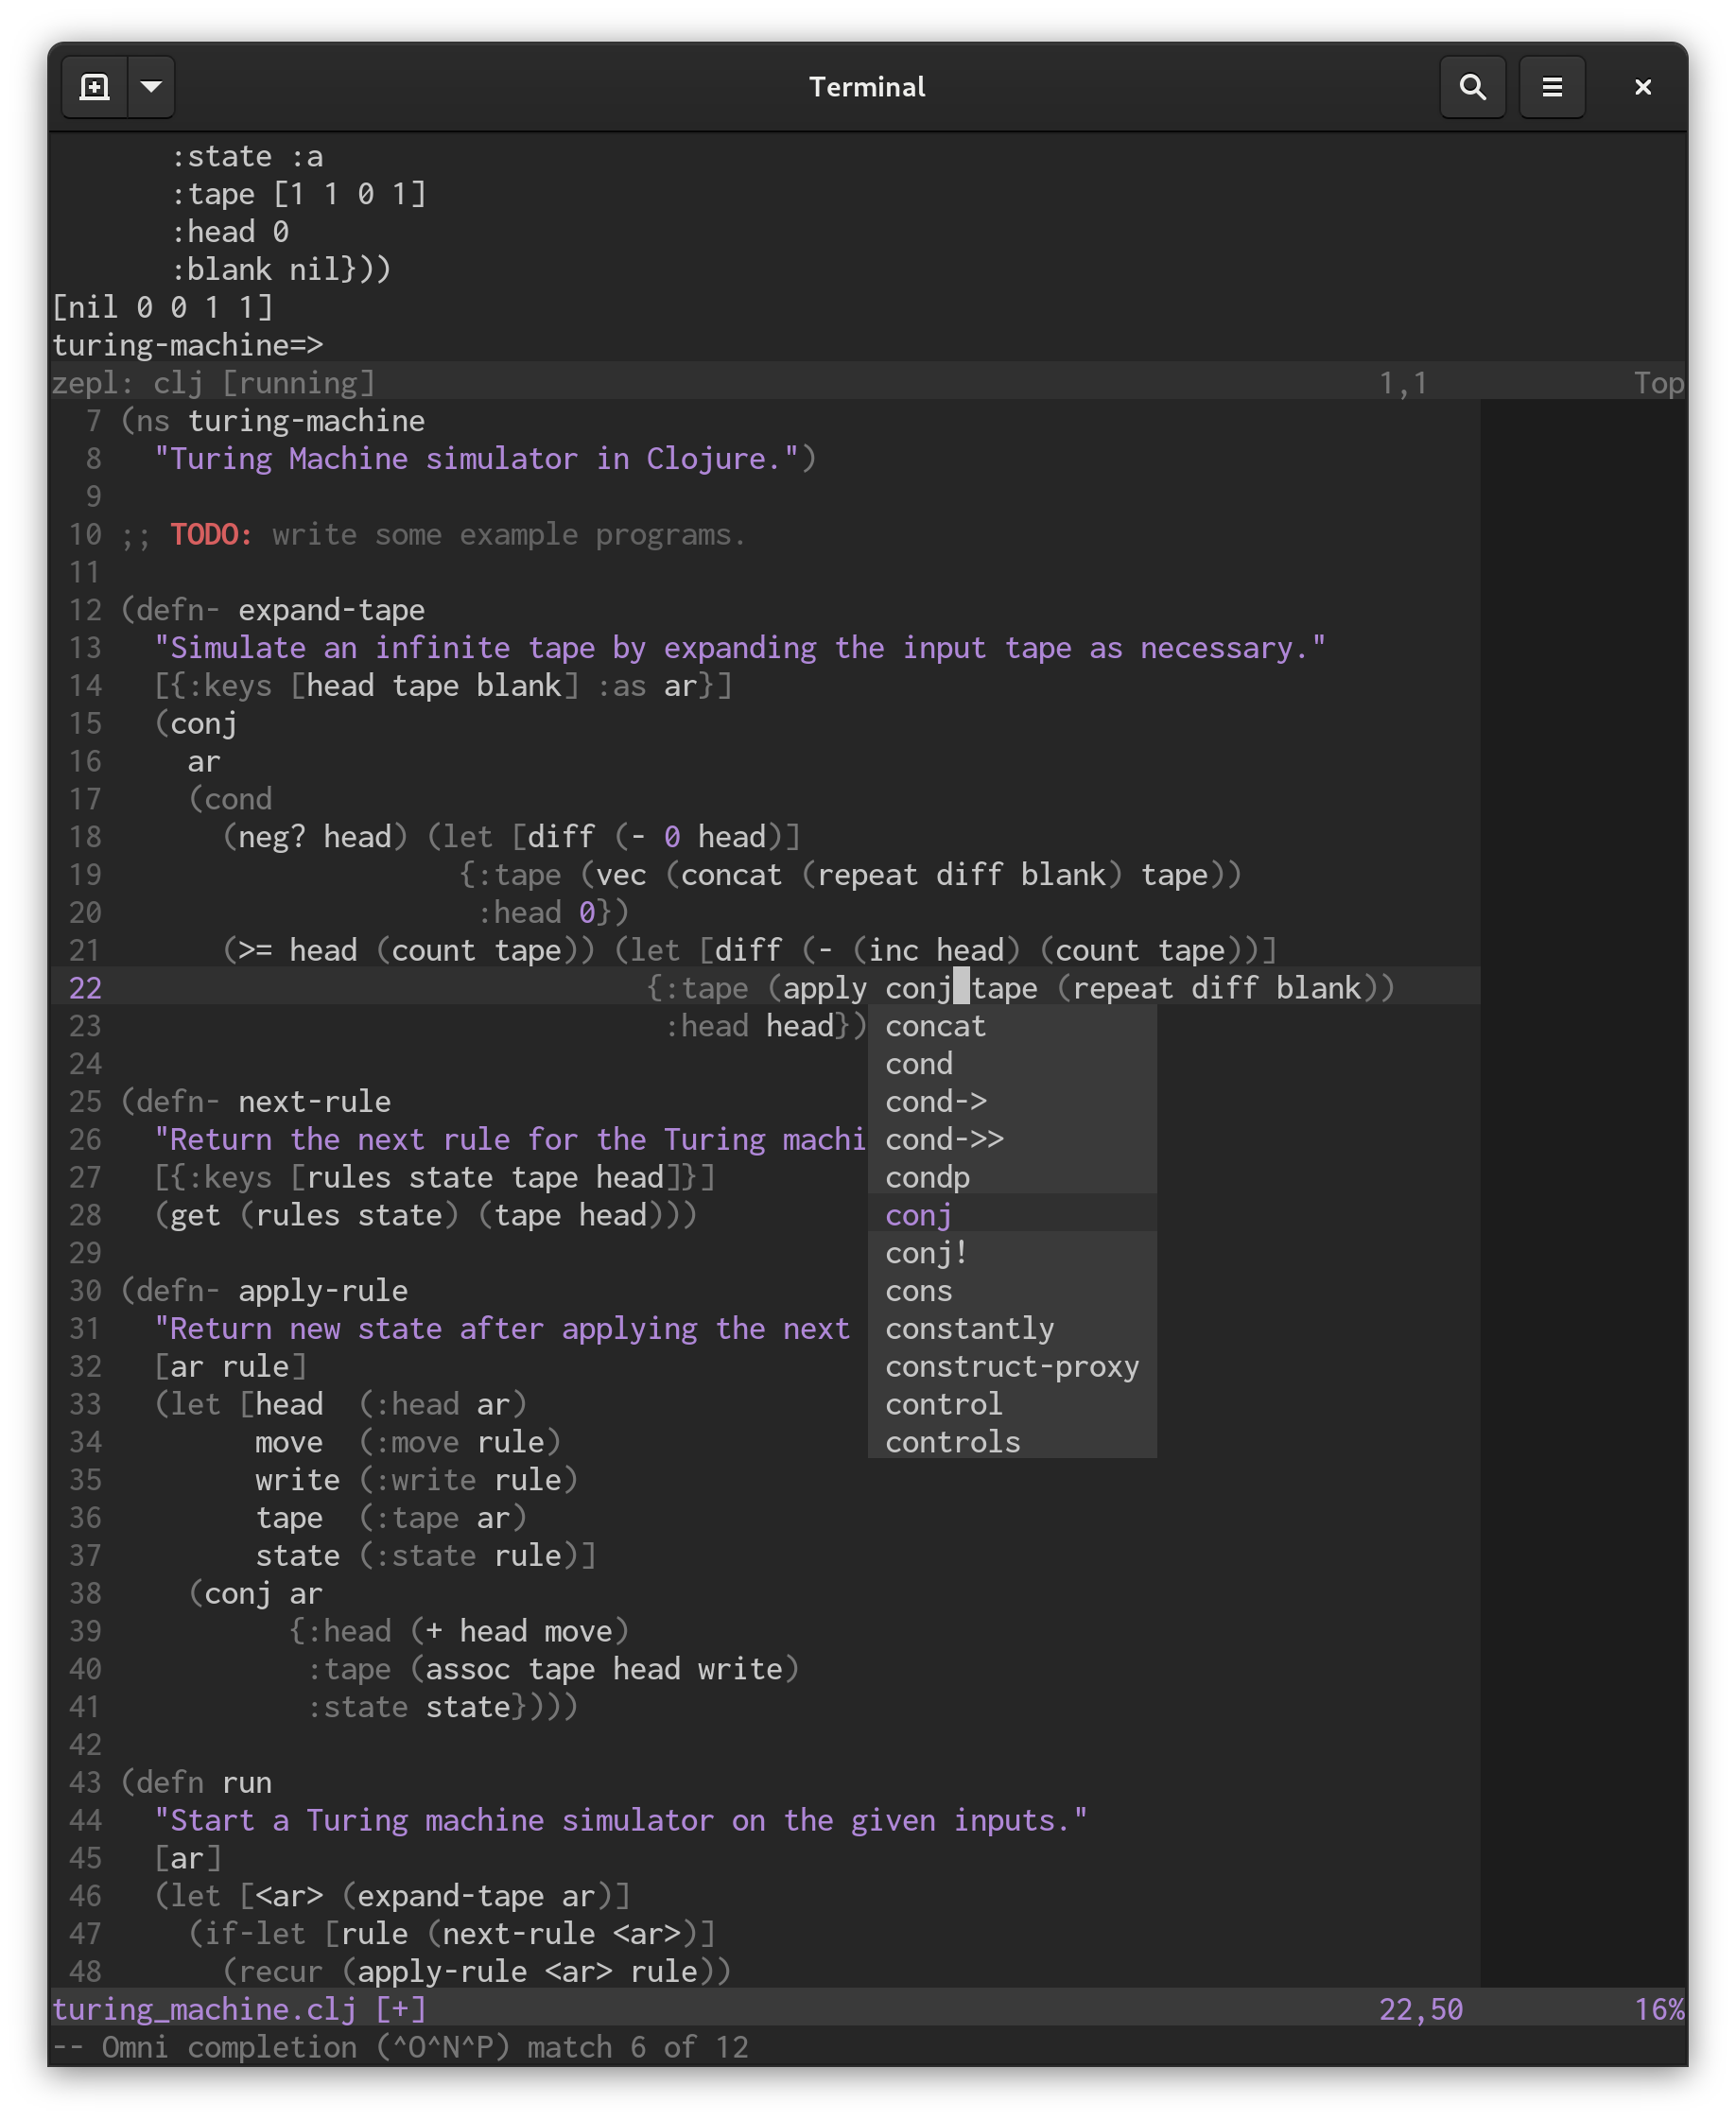 Terminal
:state :a
:tape [1 1 0 1]
:head 0
:blank nil}))
[nil 0 0 1 1]
turing-machine=>
zepl: clj [running] 1,1 Top
7 (ns turing-machine
8 "Turing Machine simulator in Clojure.")
9
10 ;; TODO: write some example programs.
11
12 (defn- expand-tape
13 "Simulate an infinite tape by expanding the input tape as necessary."
14 [{:keys [head tape blank] :as ar}]
15 (conj
16 ar
17 (cond
18 (neg? head) (let [diff (- 0 head)]
19 {:tape (vec (concat (repeat diff blank) tape))
20 :head 0})
21 (>= head (count tape)) (let [diff (- (inc head) (count tape))]
22 {:tape (apply conj tape (repeat diff blank))
23 :head head}) concat
24 cond
25 (defn- next-rule cond->
26 "Return the next rule for the Turing machi cond->>
27 [{:keys [rules state tape head]}] condp
28 (get (rules state) (tape head))) conj
29 conj!
30 (defn- apply-rule cons
31 "Return new state after applying the next constantly
32 [ar rule] construct-proxy
33 (let [head (:head ar) control
34 move (:move rule) controls
35 write (:write rule)
36 tape (:tape ar)
37 state (:state rule)]
38 (conj ar
39 {:head (+ head move)
40 :tape (assoc tape head write)
41 :state state})))
42
43 (defn run
44 "Start a Turing machine simulator on the given inputs."
45 [ar]
46 (let [<ar> (expand-tape ar)]
47 (if-let [rule (next-rule <ar>)]
48 (recur (apply-rule <ar> rule))
turing_machine.clj [+] 22,50 16%
-- Omni completion (^O^N^P) match 6 of 12